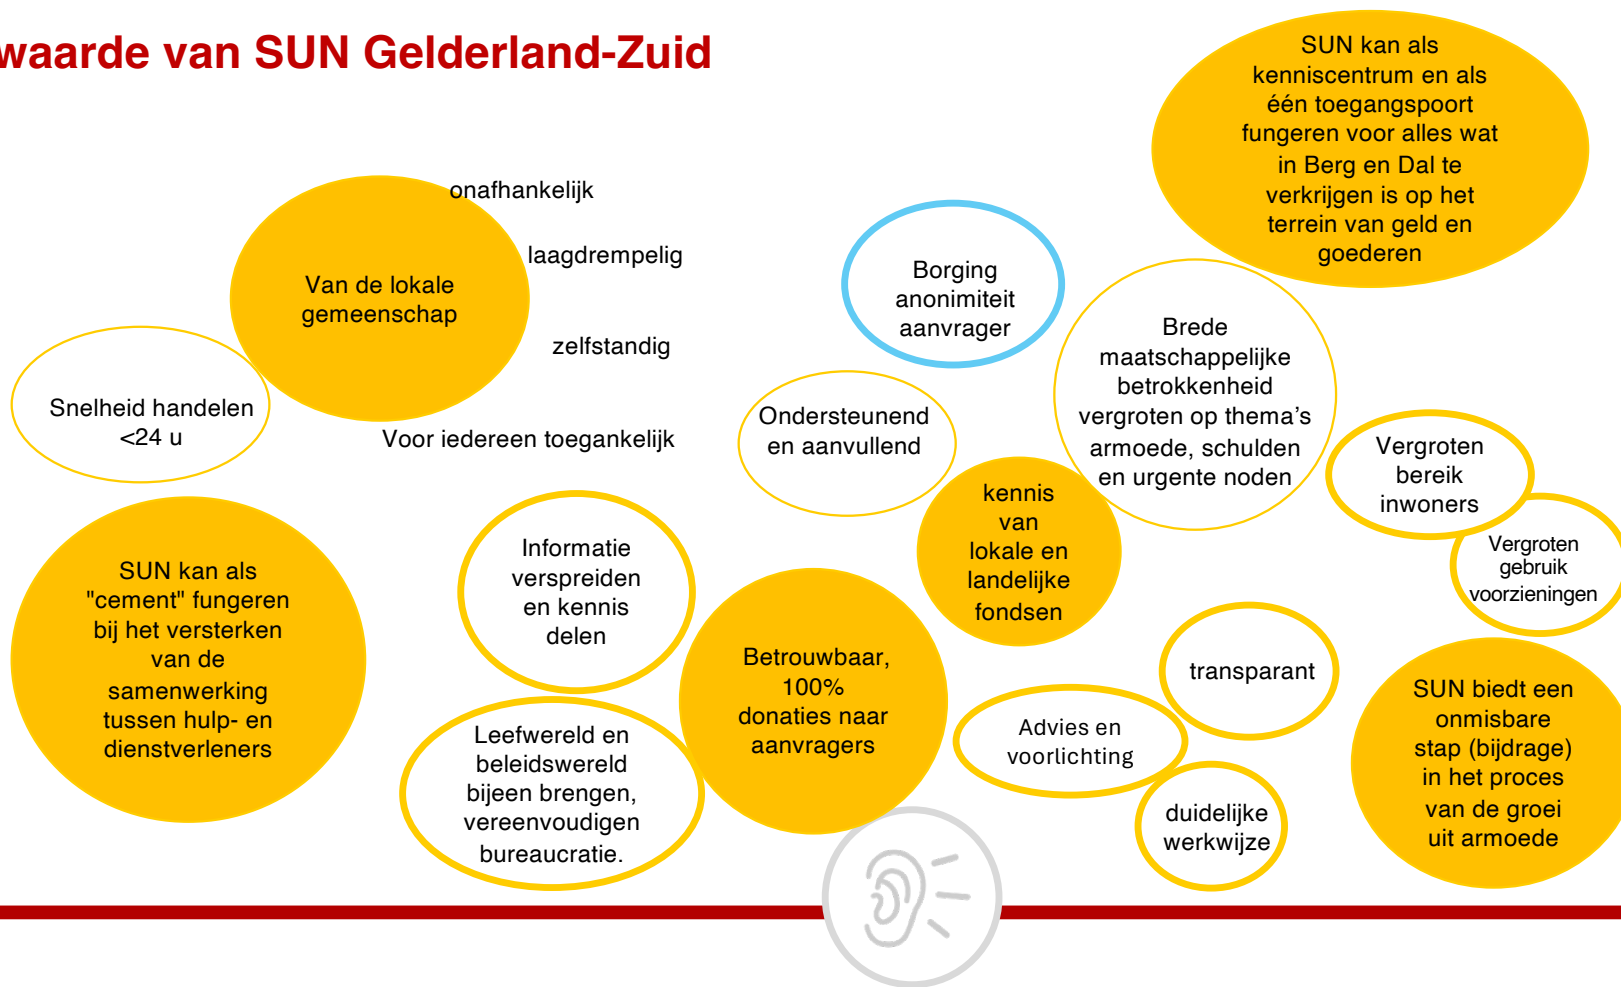 waarde van SUN Gelderland-Zuid
SUN kan als
kenniscentrum en als
één toegangspoort
fungeren voor alles wat
in Berg en Dal te
verkrijgen is op het
terrein van geld en
goederen
onafhankelijk
laagdrempelig
zelfstandig
Voor iedereen toegankelijk
Van de lokale
gemeenschap
Snelheid handelen
<24 u
Borging
anonimiteit
aanvrager
Brede
maatschappelijke
betrokkenheid
vergroten op thema's
armoede, schulden
en urgente noden
Ondersteunend
en aanvullend
Vergroten
bereik
inwoners
Vergroten
gebruik
voorzieningen
kennis
van
lokale en
landelijke
fondsen
SUN kan als
"cement" fungeren
bij het versterken
van de
samenwerking
tussen hulp- en
dienstverleners
Informatie
verspreiden
en kennis
delen
Betrouwbaar,
100%
donaties naar
aanvragers
Leefwereld en
beleidswereld
bijeen brengen,
vereenvoudigen
bureaucratie.
transparant
Advies en
voorlichting
duidelijke
werkwijze
SUN biedt een
onmisbare
stap (bijdrage)
in het proces
van de groei
uit armoede